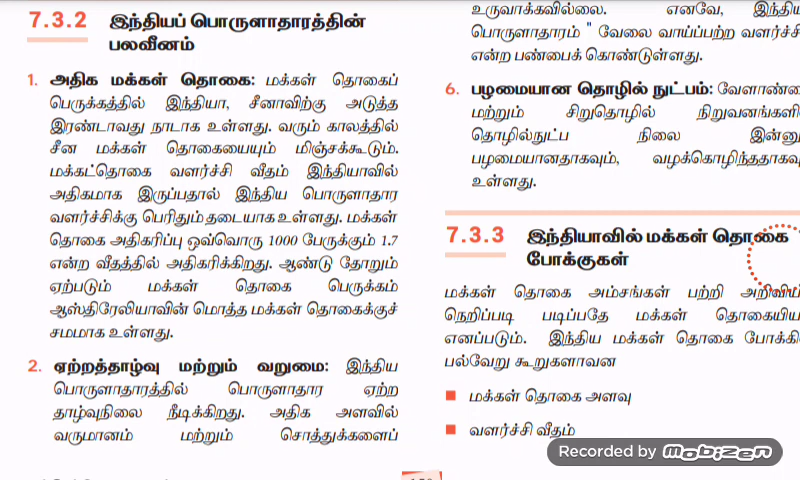 7.3.2 இந்தியப் பொருளாதாரத்தின்
பலவீனம்
1. அதிக மக்கள் தொகை: மக்கள் தொகைப்
பெருக்கத்தில் இந்தியா, சீனாவிற்கு அடுத்த
இரண்டாவது நாடாக உள்ளது. வரும் காலத்தில்
சீன மக்கள் தொகையையும் மிஞ்சக்கூடும்.
மக்கட்தொகை வளர்ச்சி வீதம் இந்தியாவில்
அதிகமாக இருப்பதால் இந்திய பொருளாதார
வளர்ச்சிக்கு பெரிதும் தடையாக உள்ளது. மக்கள்
தொகை அதிகரிப்பு ஒவ்வொரு 1000 பேருக்கும் 1.7
என்ற வீதத்தில் அதிகரிக்கிறது. ஆண்டு தோறும்
ஏற்படும் மக்கள் தொகை பெருக்கம்
ஆஸ்திரேலியாவின் மொத்த மக்கள் தொகைக்குச்
சமமாக உள்ளது.
2. ஏற்றத்தாழ்வு மற்றும் வறுமை: இந்திய
பொருளாதாரத்தில் பொருளாதார ஏற்ற
தாழ்வுநிலை நீடிக்கிறது. அதிக அளவில்
வருமானம் மற்றும் சொத்துக்களைப்
உருவாக்கவில்லை. எனவே, இந்திய
பொருளாதாரம் " வேலை வாய்ப்பற்ற வளர்ச்சி
என்ற பண்பைக் கொண்டுள்ளது.
6. பழமையான தொழில் நுட்பம்: வேளாண்மை
மற்றும் சிறுதொழில் நிறுவனங்களி
தொழில்நுட்ப நிலை இன்னு
பழமையானதாகவும், வழக்கொழிந்ததாகவு
உள்ளது.
7.3.3 இந்தியாவில் மக்கள் தொகை
போக்குகள்
மக்கள் தொகை அம்சங்கள் பற்றி அறிவிய
நெறிப்படி படிப்பதே மக்கள் தொகையிய
எனப்படும். இந்திய மக்கள் தொகை போக்கி
பல்வேறு கூறுகளாவன
மக்கள் தொகை அளவு
வளர்ச்சி வீதம்
Recorded by mobizen